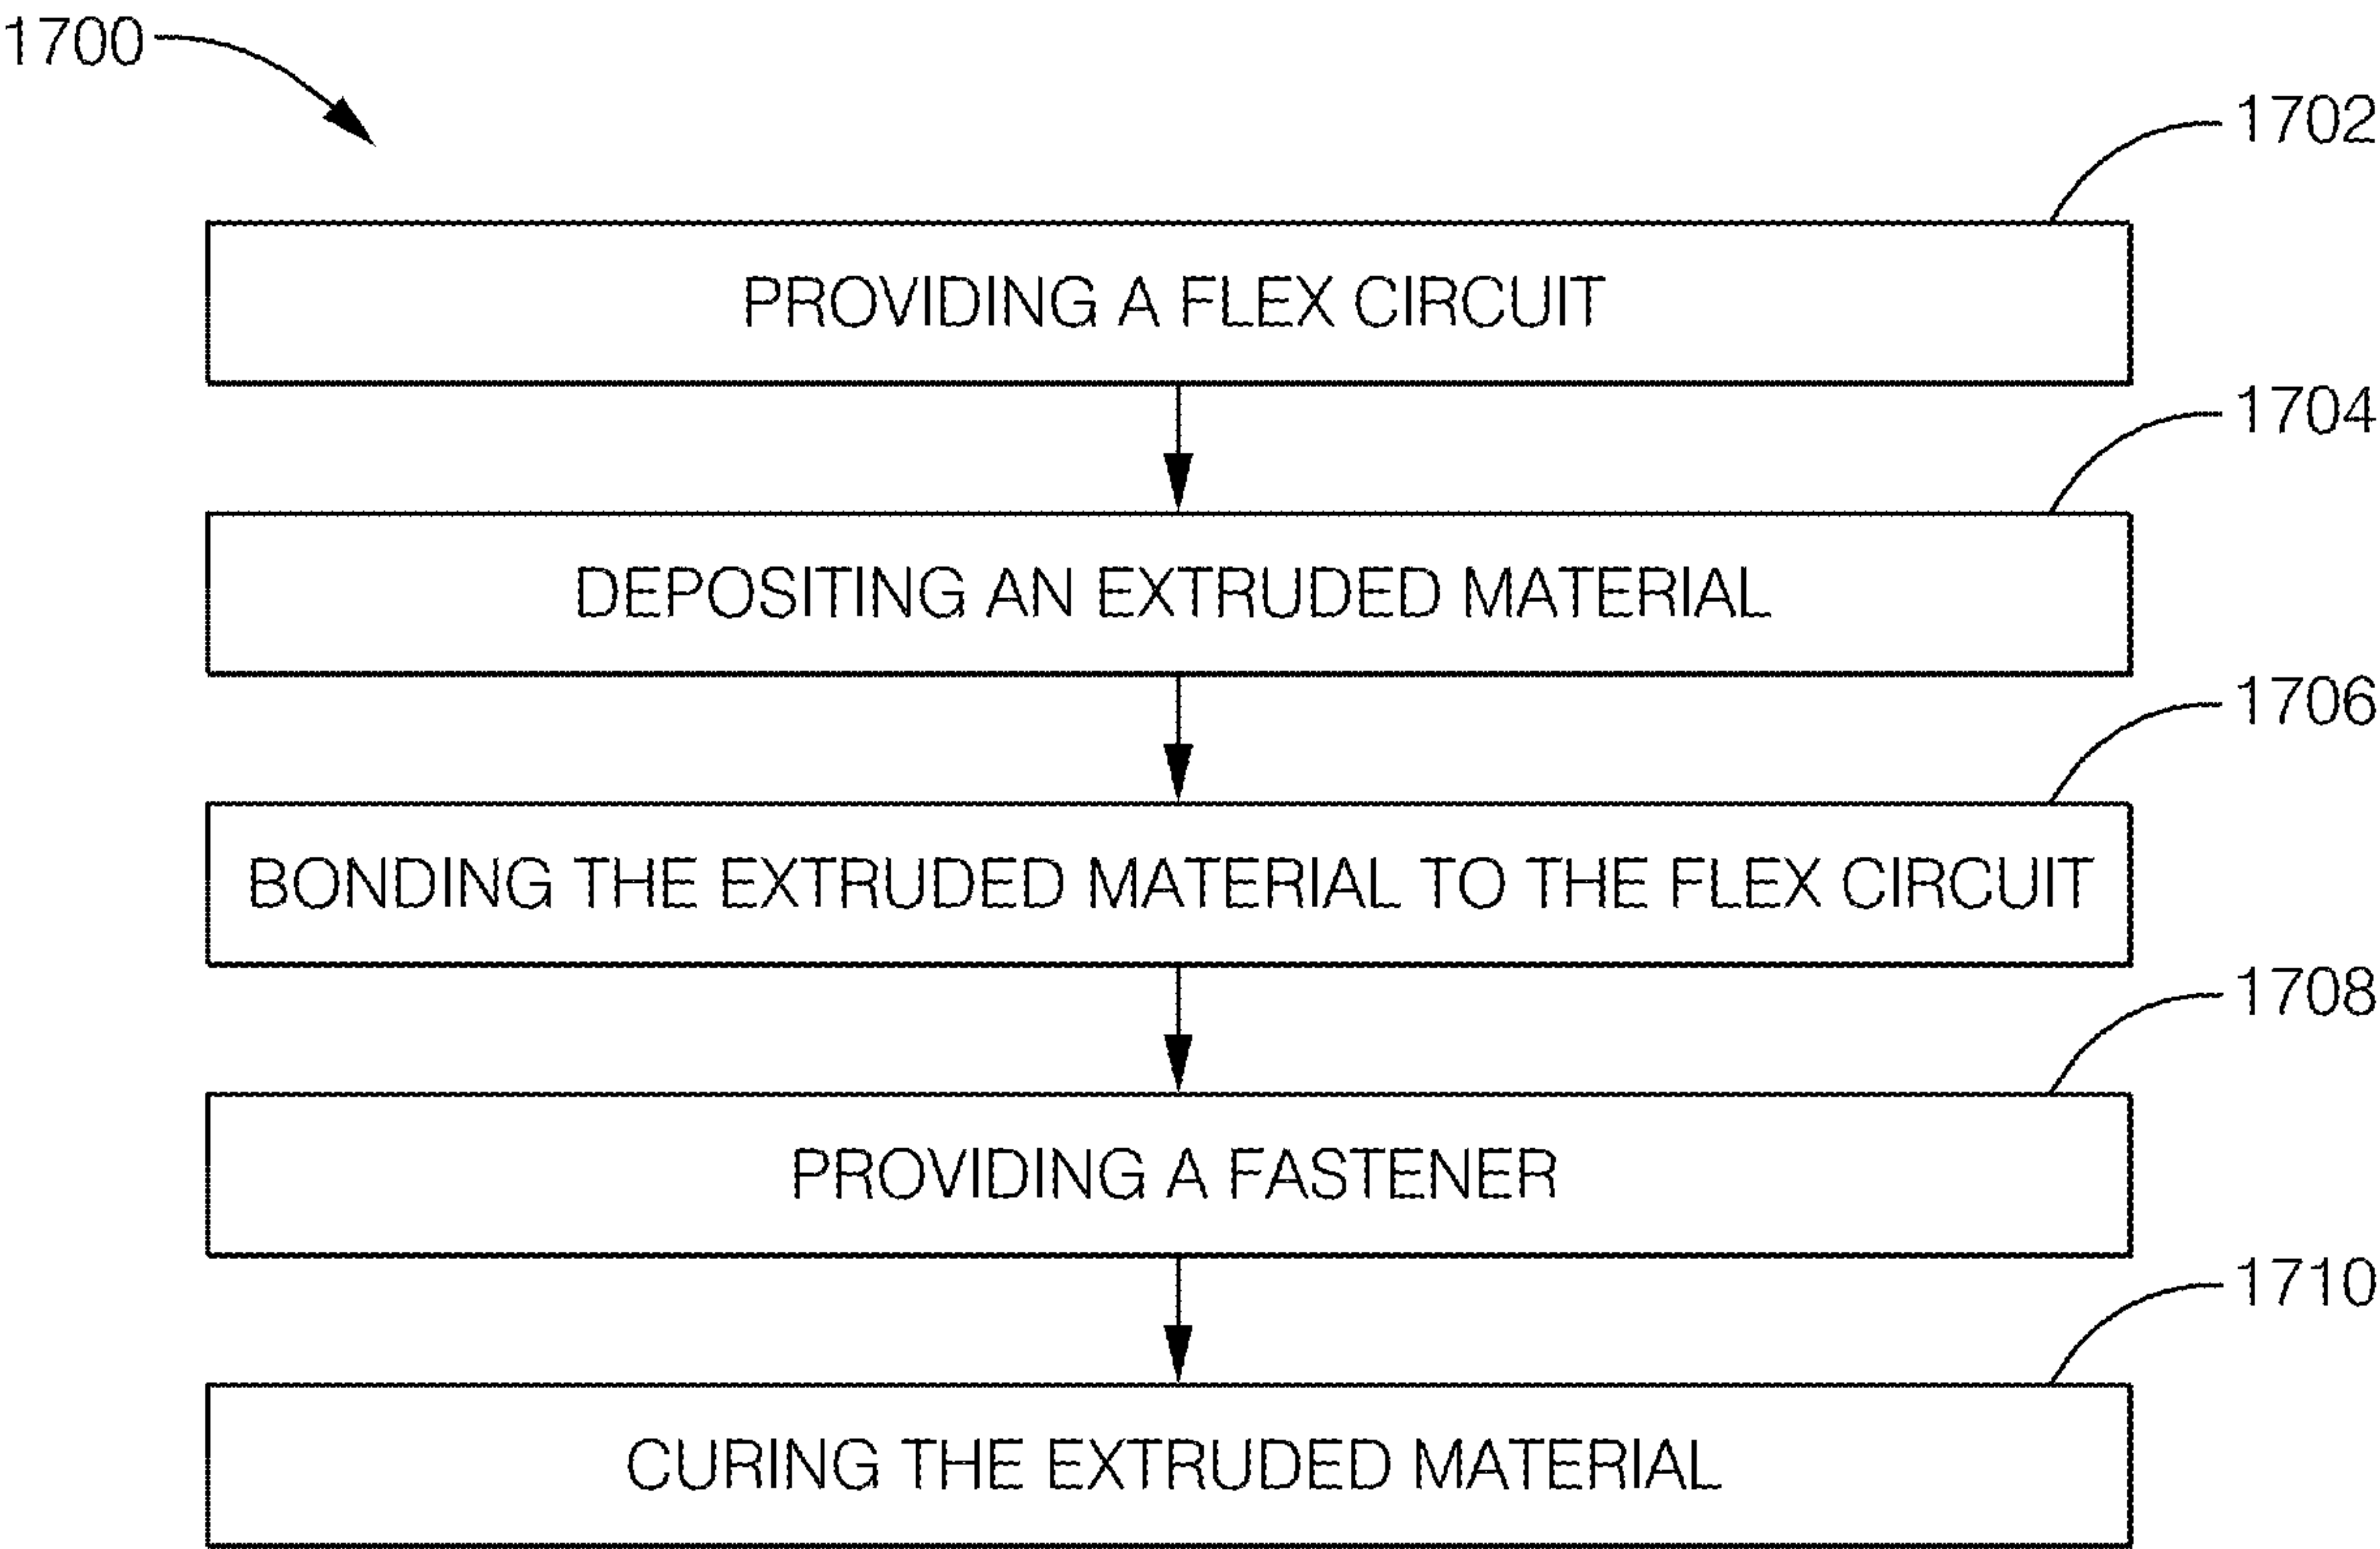 1700
1702
PROVIDING A FLEX CIRCUIT
1704
DEPOSITING AN EXTRUDED MATERIAL
1706
BONDING THE EXTRUDED MATERIAL TO THE FLEX CIRCUIT
1708
PROVIDING A FASTENER
1710
CURING THE EXTRUDED MATERIAL